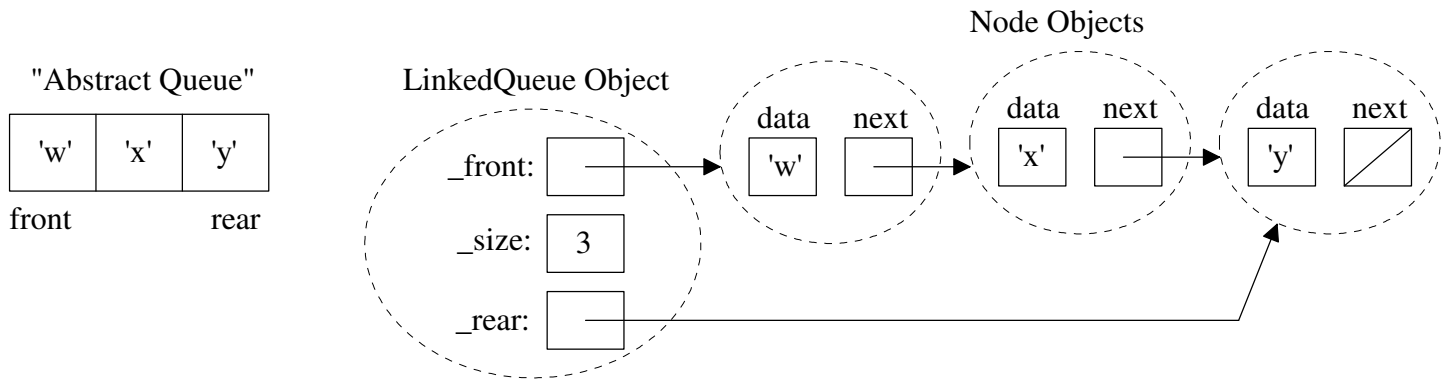 Node Objects
"Abstract Queue"
LinkedQueue Object
'w' 'x' 'y'
front rear
_front:
_size: 3
_rear:
data next
'w'
data next
'x'
data next
'y'